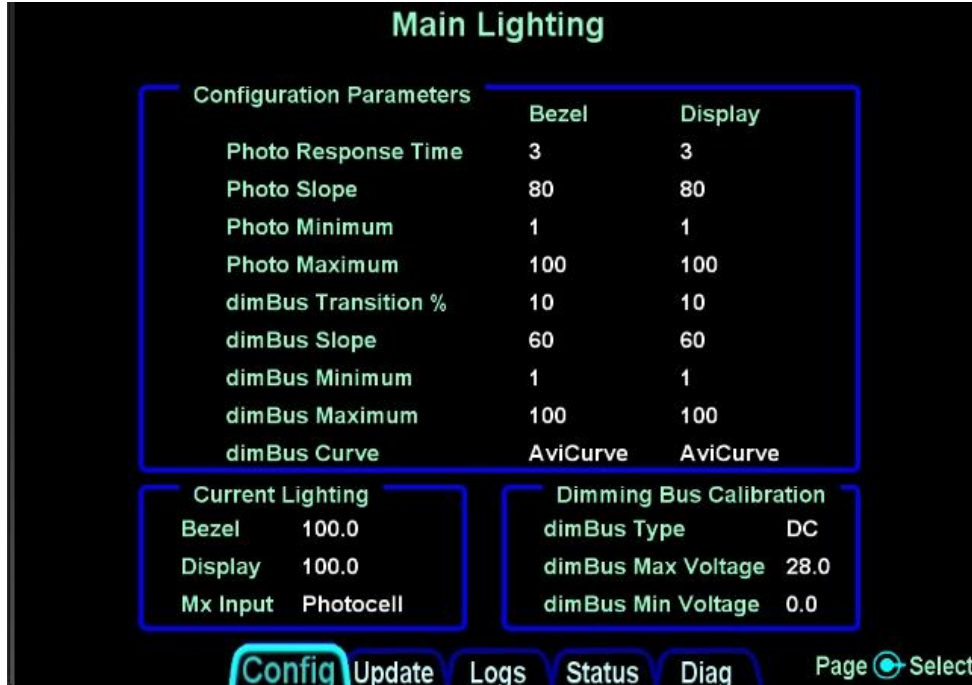 Main Lighting
Configuration Parameters
Bezel Display
Photo Response Time 3 3
Photo Slope 80 80
Photo Minimum 1 1
Photo Maximum 100 100
dimBus Transition % 10 10
dimBus Slope 60 60
dimBus Minimum 1 1
dimBus Maximum 100 100
dimBus Curve AviCurve AviCurve
Current Lighting
Bezel 100.0
Display 100.0
Mx Input Photocell
Dimming Bus Calibration
dimBus Type DC
dimBus Max Voltage 28.0
dimBus Min Voltage 0.0
Config Update Logs Status Diag
Page Select